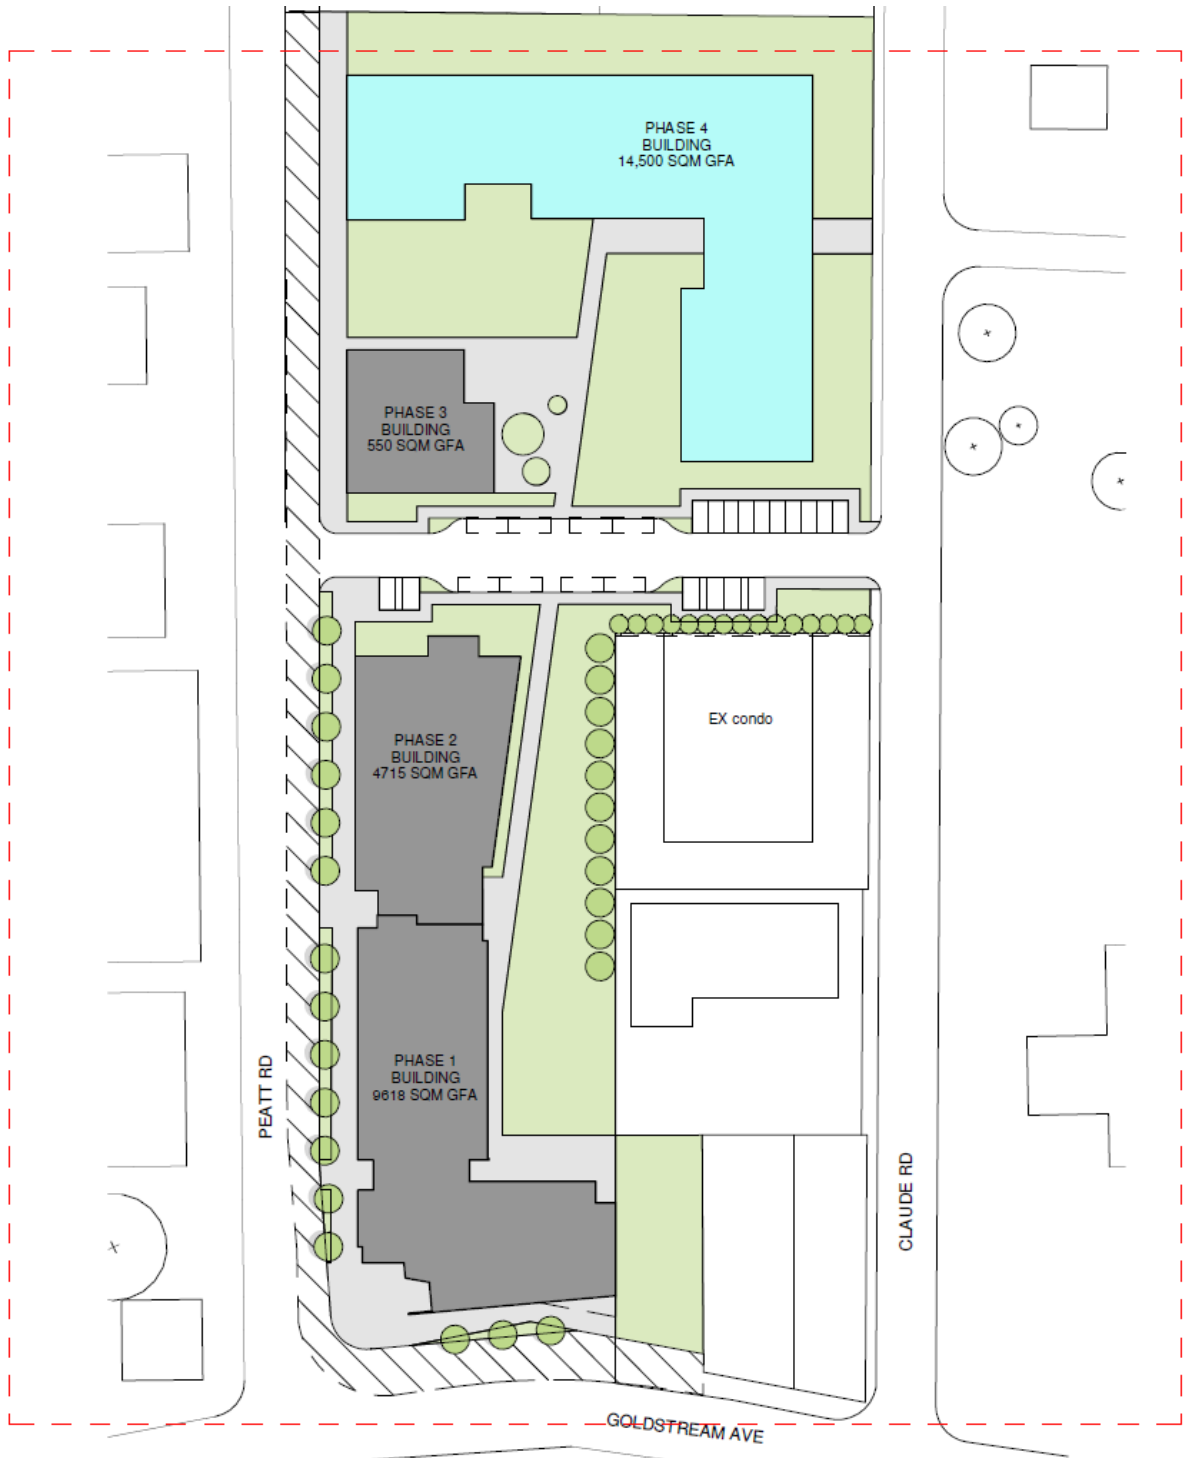 PHASE 4
BUILDING
14,500 SQM GFA
PHASE 3
BUILDING
550 SQM GFA
EX condo
PHASE 2
BUILDING
4715 SQM GFA
PHASE 1
BUILDING
9618 SQM GFA
PEATT RD
CLAUDE RD
GOLDSTREAM AVE